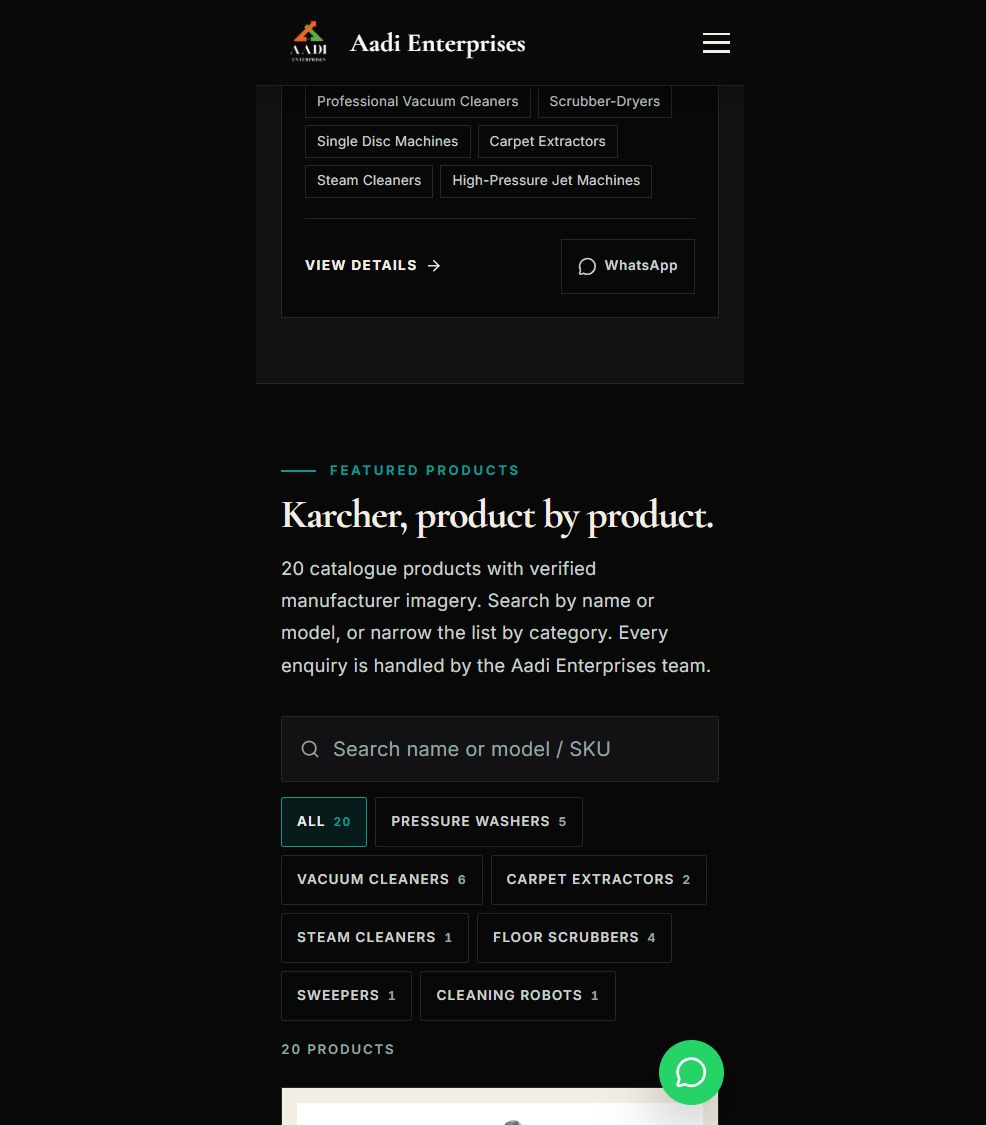 AADI
ENTERPRISES
Aadi Enterprises
Professional Vacuum Cleaners
Scrubber-Dryers
Single Disc Machines
Carpet Extractors
Steam Cleaners
High-Pressure Jet Machines
VIEW DETAILS →
WhatsApp
FEATURED PRODUCTS
Karcher, product by product.
20 catalogue products with verified
manufacturer imagery. Search by name or
model, or narrow the list by category. Every
enquiry is handled by the Aadi Enterprises team.
Search name or model / SKU
ALL 20
PRESSURE WASHERS 5
VACUUM CLEANERS 6
CARPET EXTRACTORS 2
STEAM CLEANERS 1
FLOOR SCRUBBERS 4
SWEEPERS 1
CLEANING ROBOTS 1
20 PRODUCTS